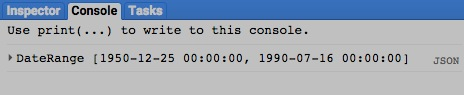 Inspector Console Tasks
Use print(...) to write to this console.
DateRange [1950-12-25 00:00:00, 1990-07-16 00:00:00] JSON